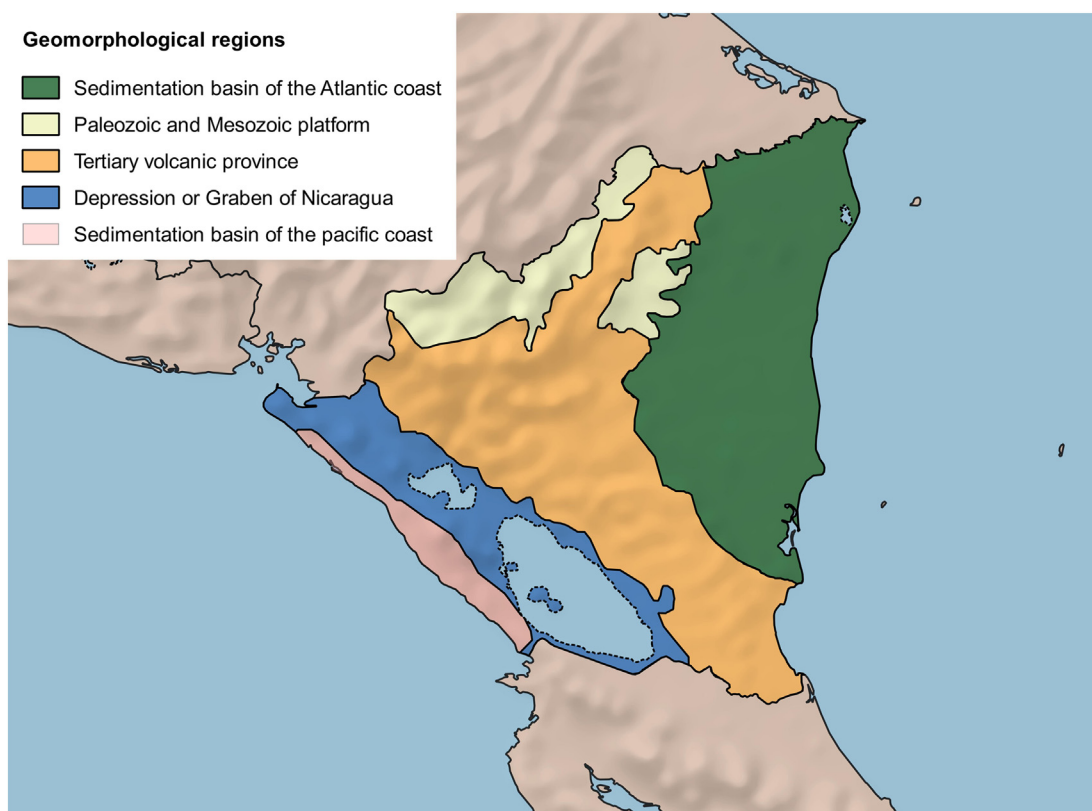 Geomorphological regions
Sedimentation basin of the Atlantic coast
Paleozoic and Mesozoic platform
Tertiary volcanic province
Depression or Graben of Nicaragua
Sedimentation basin of the pacific coast